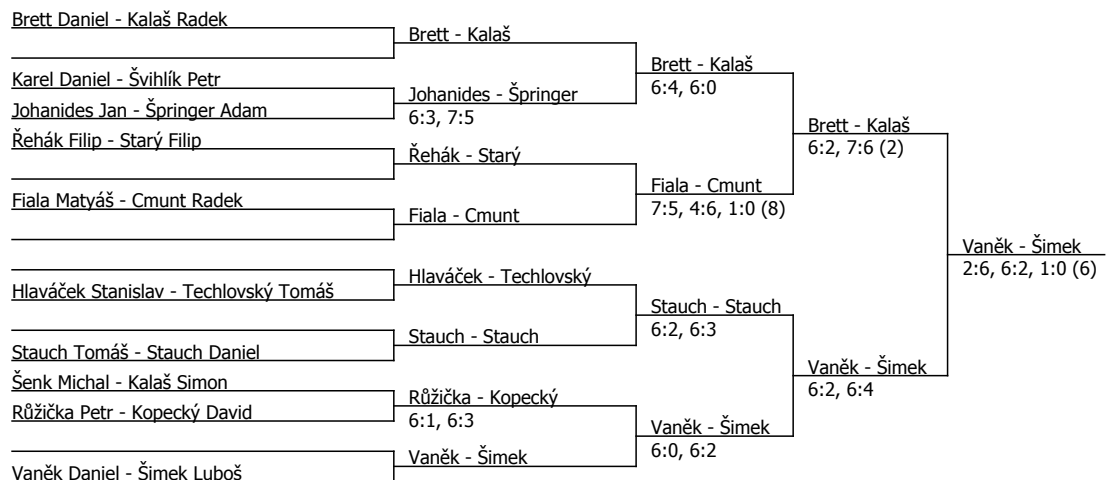 Brett Daniel - Kalaš Radek
Karel Daniel - Švihlík Petr
Johanides Jan - Špringer Adam
Řehák Filip - Starý Filip
Fiala Matyáš - Cmunt Radek
Hlaváček Stanislav - Techlovský Tomáš
Stauch Tomáš - Stauch Daniel
Šenk Michal - Kalaš Simon
Růžička Petr - Kopecký David
Vaněk Daniel - Šimek Luboš
Brett - Kalaš
Johanides - Špringer
6:3, 7:5
Řehák - Starý
Fiala - Cmunt
Hlaváček - Techlovský
Stauch - Stauch
Růžička - Kopecký
6:1, 6:3
Vaněk - Šimek
Brett - Kalaš
6:4, 6:0
Fiala - Cmunt
7:5, 4:6, 1:0 (8)
Stauch - Stauch
6:2, 6:3
Vaněk - Šimek
6:0, 6:2
Brett - Kalaš
6:2, 7:6 (2)
Vaněk - Šimek
6:2, 6:4
Vaněk - Šimek
2:6, 6:2, 1:0 (6)